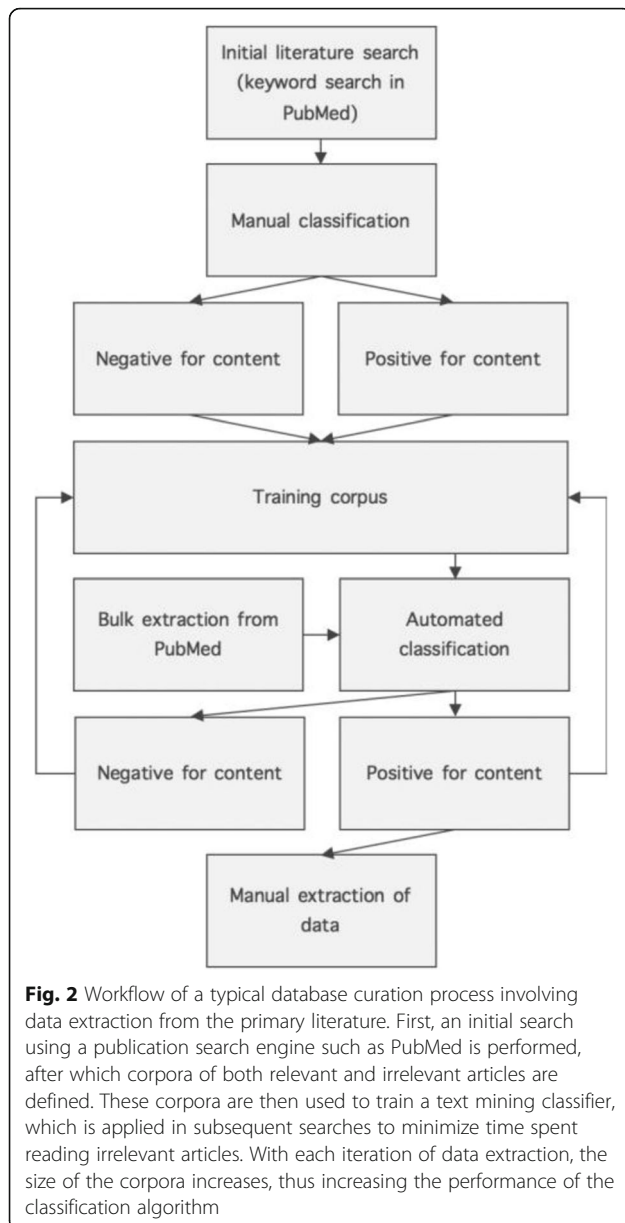 Initial literature search
(keyword search in
PubMed)
Manual classification
Negative for content
Positive for content
Training corpus
Bulk extraction from
PubMed
Automated
classification
Negative for content
Positive for content
Manual extraction of
data
Fig. 2 Workflow of a typical database curation process involving
data extraction from the primary literature. First, an initial search
using a publication search engine such as PubMed is performed,
after which corpora of both relevant and irrelevant articles are
defined. These corpora are then used to train a text mining classifier,
which is applied in subsequent searches to minimize time spent
reading irrelevant articles. With each iteration of data extraction, the
size of the corpora increases, thus increasing the performance of the
classification algorithm